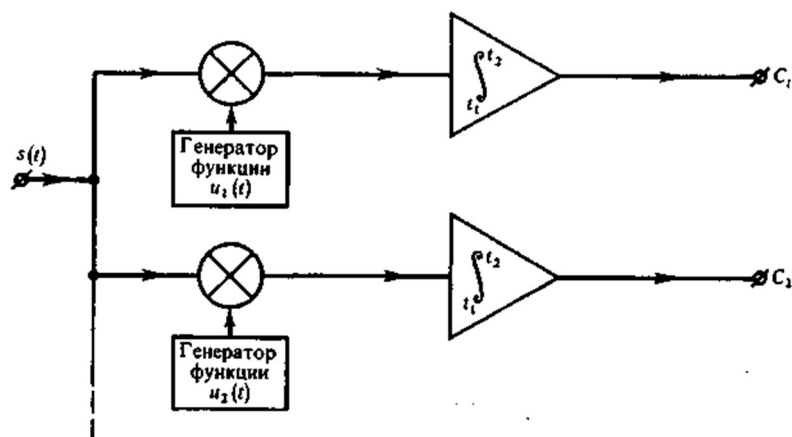 t₂
∫
t₁
C₁
s(t)
Генератор
функции
u₁(t)
t₂
∫
t₁
C₂
Генератор
функции
u₂(t)